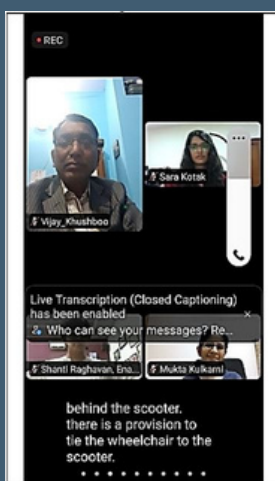 REC
Vijay_Khushboo
Sara Kotak
Live Transcription (Closed Captioning)
has been enabled
Who can see your messages? Re...
Shanti Raghavan, Ena...
Mukta Kulkarni
behind the scooter.
there is a provision to
tie the wheelchair to the
scooter.